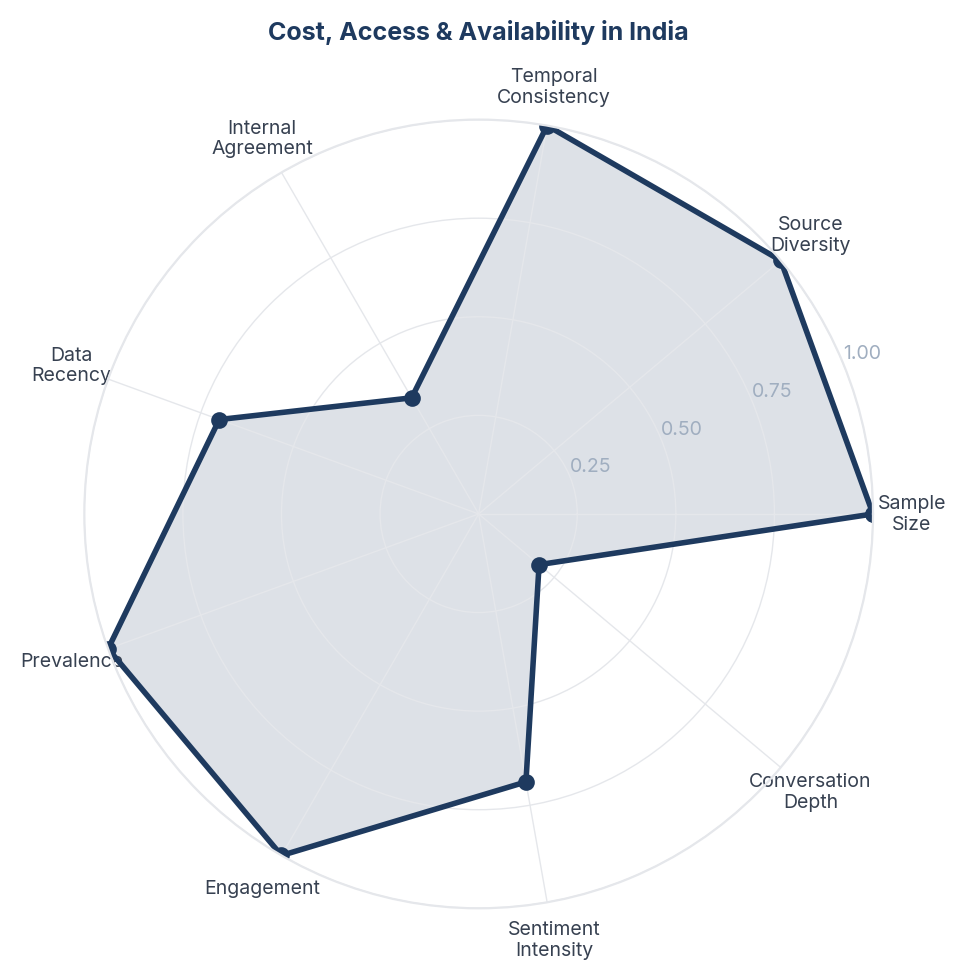 Cost, Access & Availability in India
Temporal
Consistency
Internal
Agreement
Source
Diversity
Data
Recency
1.00
0.75
0.50
0.25
Sample
Size
Prevalence
Conversation
Depth
Engagement
Sentiment
Intensity